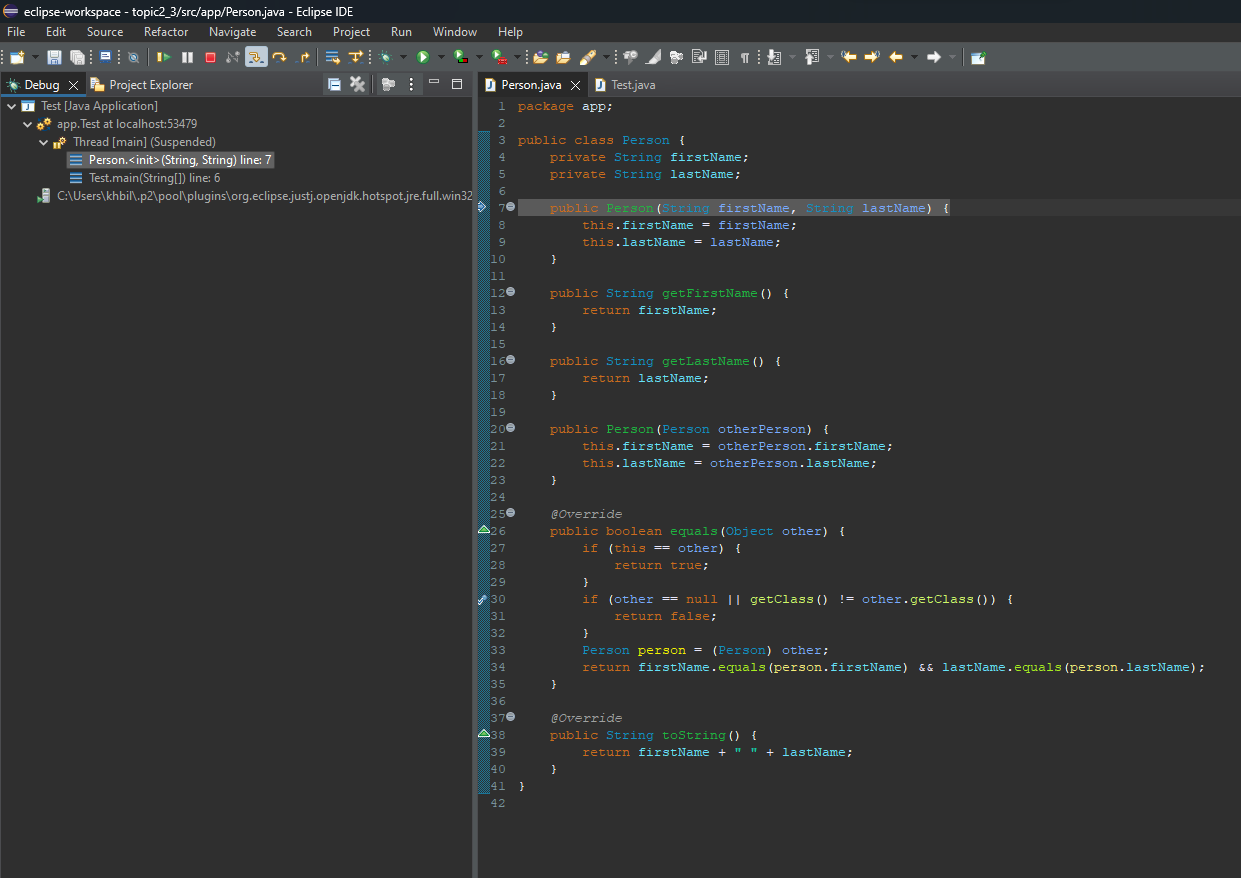 eclipse-workspace - topic2_3/src/app/Person.java - Eclipse IDE
File Edit Source Refactor Navigate Search Project Run Window Help
Debug Project Explorer
Test [Java Application]
app.Test at localhost:53479
Thread [main] (Suspended)
Person.<init>(String, String) line: 7
Test.main(String[]) line: 6
C:\Users\khbil\.p2\pool\plugins\org.eclipse.justj.openjdk.hotspot.jre.full.win32
Person.java Test.java
1 package app;
2
3 public class Person {
4     private String firstName;
5     private String lastName;
6
7     public Person(String firstName, String lastName) {
8         this.firstName = firstName;
9         this.lastName = lastName;
10     }
11
12     public String getFirstName() {
13         return firstName;
14     }
15
16     public String getLastName() {
17         return lastName;
18     }
19
20     public Person(Person otherPerson) {
21         this.firstName = otherPerson.firstName;
22         this.lastName = otherPerson.lastName;
23     }
24
25     @Override
26     public boolean equals(Object other) {
27         if (this == other) {
28             return true;
29         }
30         if (other == null || getClass() != other.getClass()) {
31             return false;
32         }
33         Person person = (Person) other;
34         return firstName.equals(person.firstName) && lastName.equals(person.lastName);
35     }
36
37     @Override
38     public String toString() {
39         return firstName + " " + lastName;
40     }
41 }
42